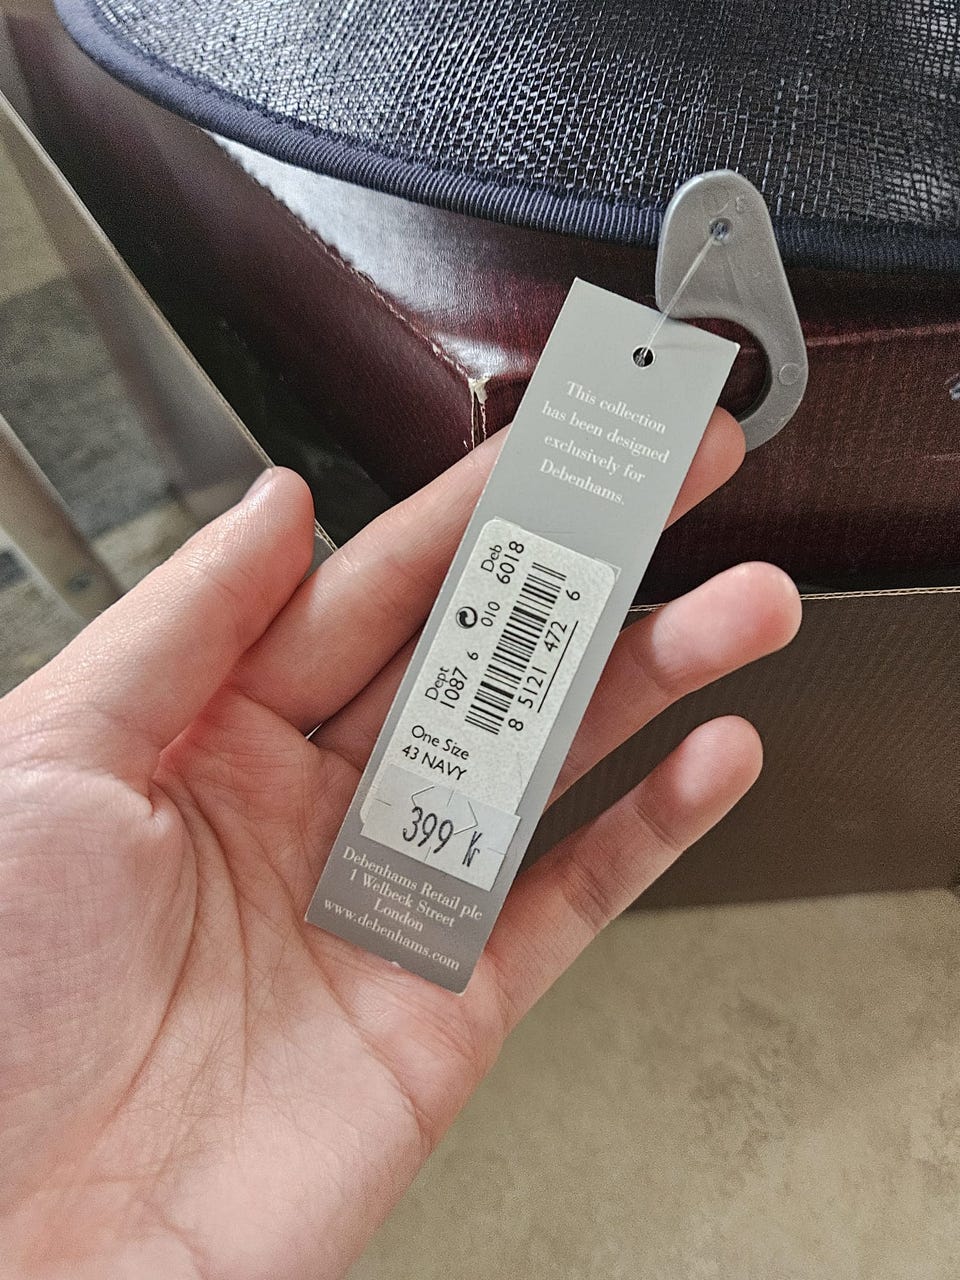 This collection
has been designed
exclusively for
Debenhams.
Deb
6018
010
Dept
1087 6
8 5121 472 6
One Size
43 NAVY
399 Kr
Debenhams Retail plc
1 Welbeck Street
London
www.debenhams.com